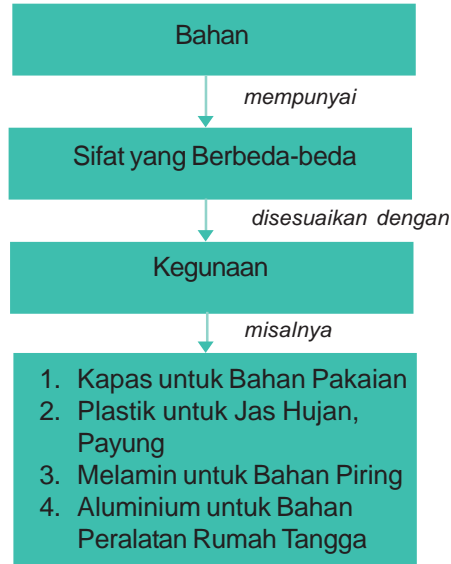 Bahan
mempunyai
Sifat yang Berbeda-beda
disesuaikan dengan
Kegunaan
misalnya
1. Kapas untuk Bahan Pakaian
2. Plastik untuk Jas Hujan,
Payung
3. Melamin untuk Bahan Piring
4. Aluminium untuk Bahan
Peralatan Rumah Tangga